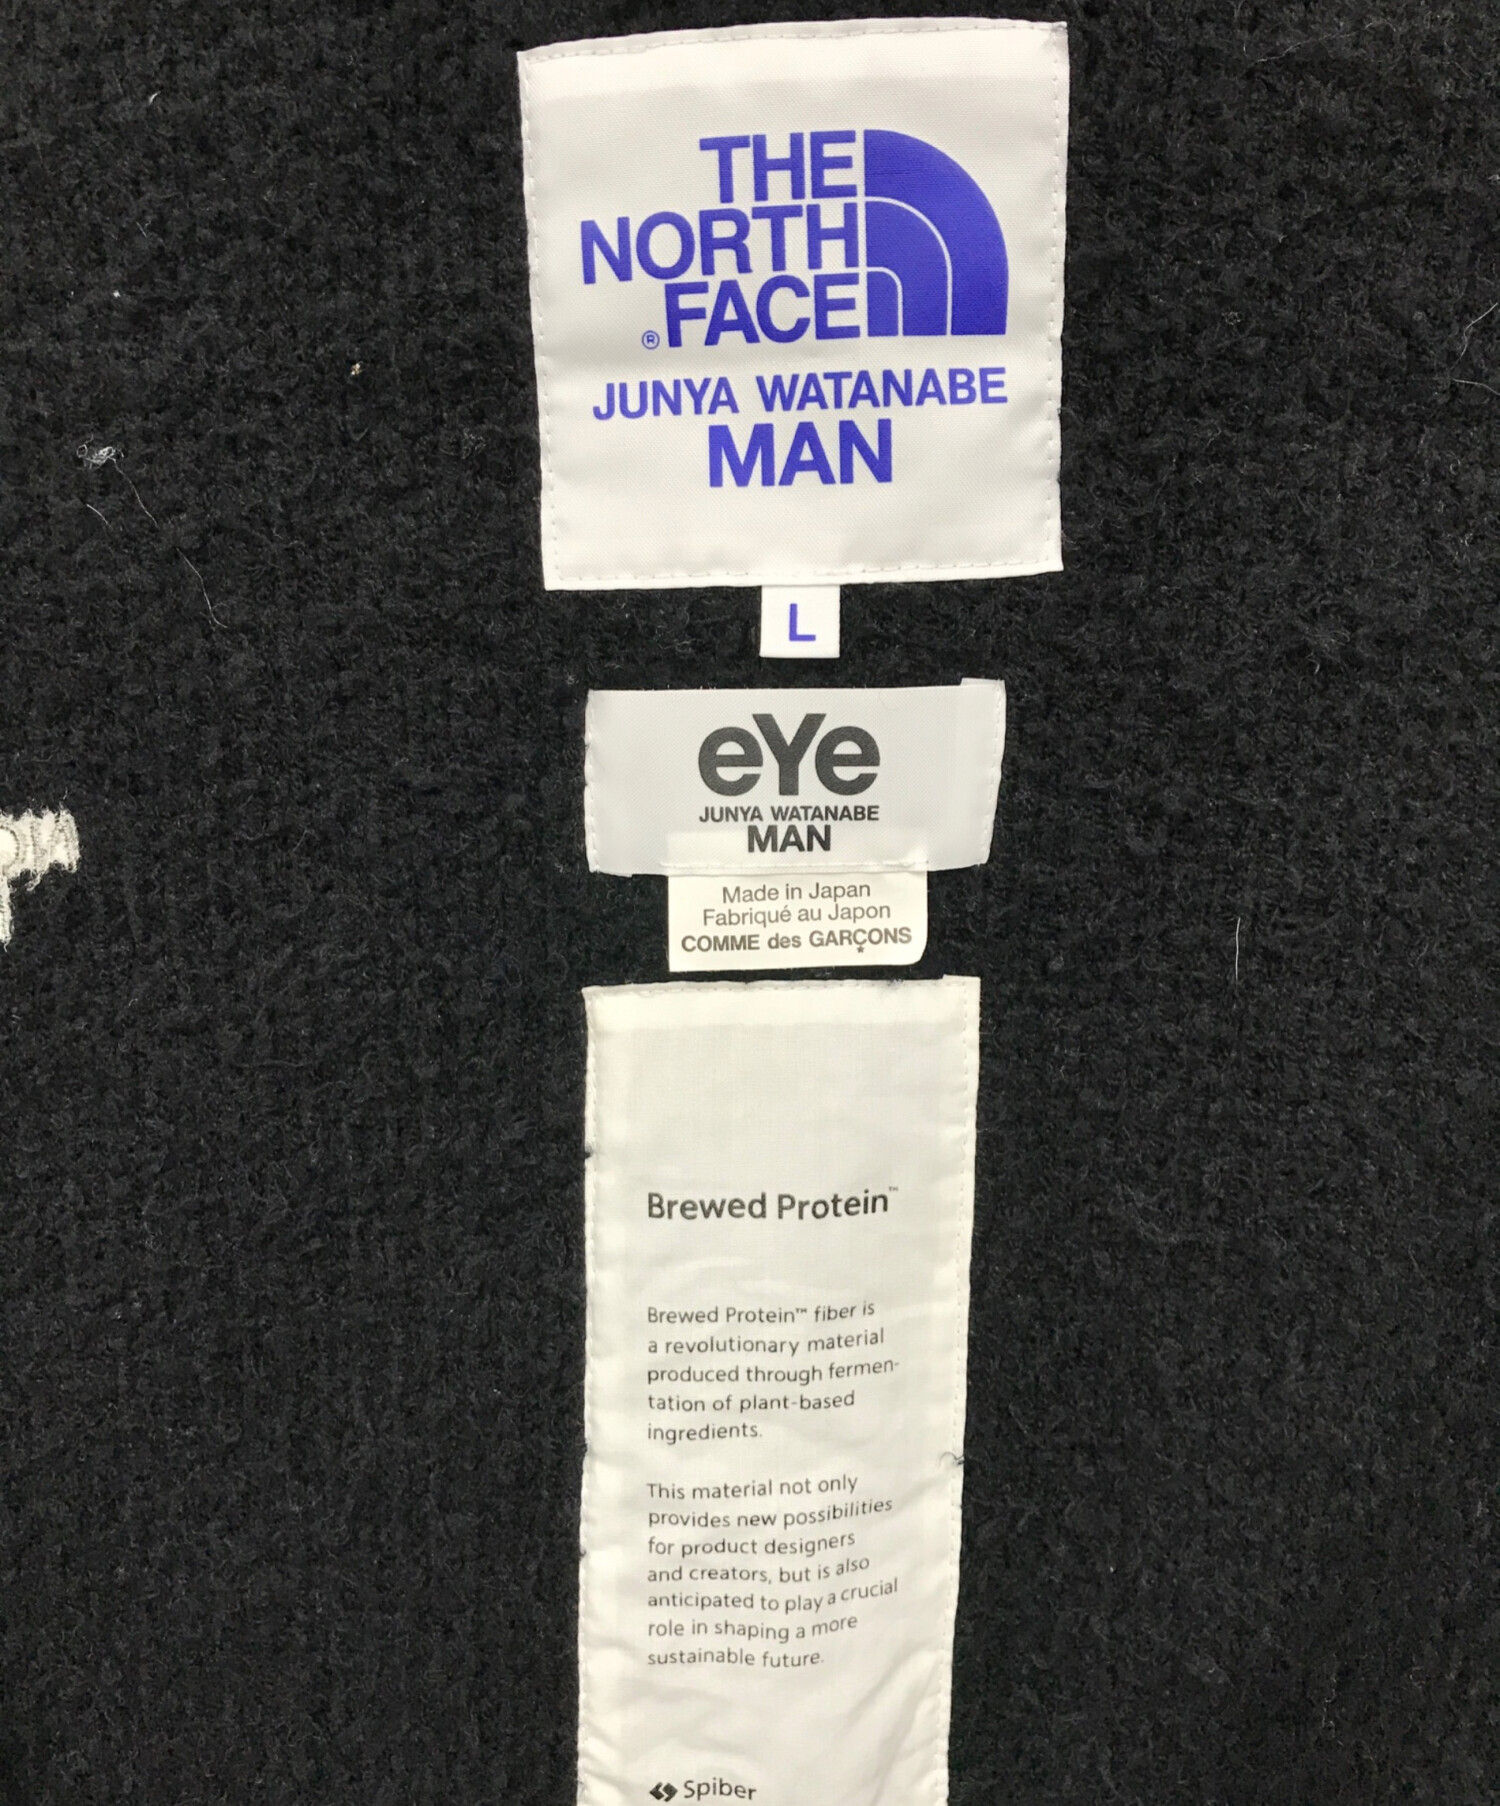 THE
NORTH
FACE
®
JUNYA WATANABE
MAN
L
eYe
JUNYA WATANABE
MAN
Made in Japan
Fabriqué au Japon
COMME des GARÇONS
Brewed Protein™
Brewed Protein™ fiber is
a revolutionary material
produced through fermen-
tation of plant-based
ingredients.
This material not only
provides new possibilities
for product designers
and creators, but is also
anticipated to play a crucial
role in shaping a more
sustainable future.
Spiber